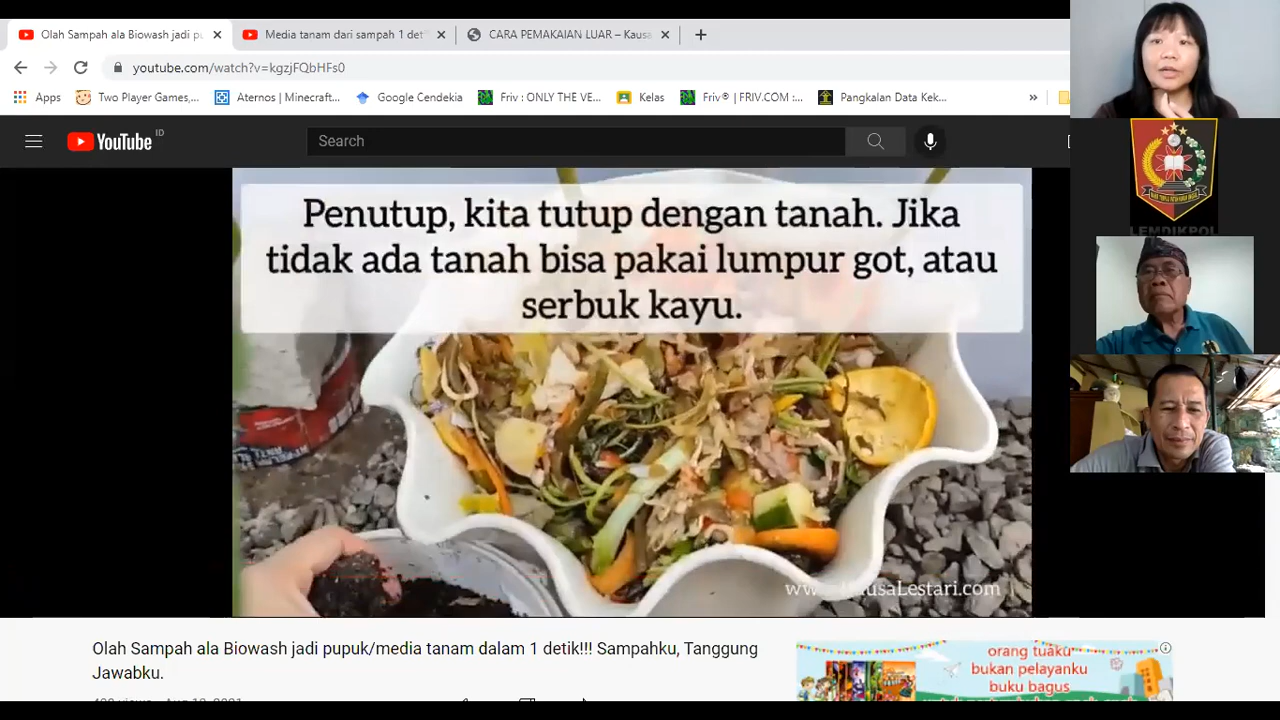 Olah Sampah ala Biowash jadi pu
Media tanam dari sampah 1 det
CARA PEMAKAIAN LUAR – Kausa
youtube.com/watch?v=kgzjFQbHFs0
Apps
Two Player Games,...
Aternos | Minecraft...
Google Cendekia
Friv : ONLY THE VE...
Kelas
Friv® | FRIV.COM :...
Pangkalan Data Kek...
»
YouTube ID
Search
LEMDIKPOL
Penutup, kita tutup dengan tanah. Jika
tidak ada tanah bisa pakai lumpur got, atau
serbuk kayu.
Olah Sampah ala Biowash jadi pupuk/media tanam dalam 1 detik!!! Sampahku, Tanggung
Jawabku.
orang tuaku
bukan pelayanku
buku bagus